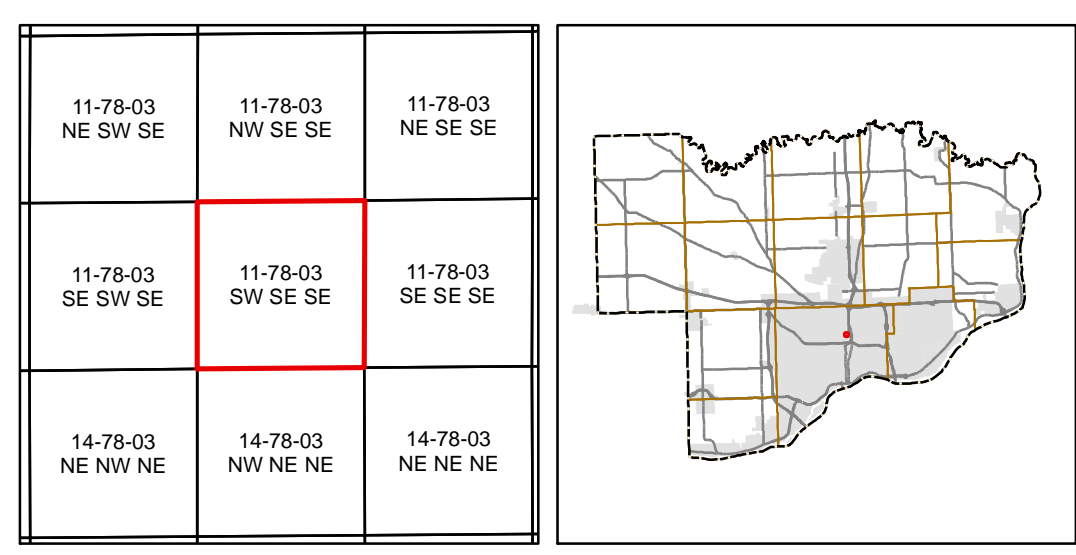 11-78-03
NE SW SE
11-78-03
NW SE SE
11-78-03
NE SE SE
11-78-03
SE SW SE
11-78-03
SW SE SE
11-78-03
SE SE SE
14-78-03
NE NW NE
14-78-03
NW NE NE
14-78-03
NE NE NE